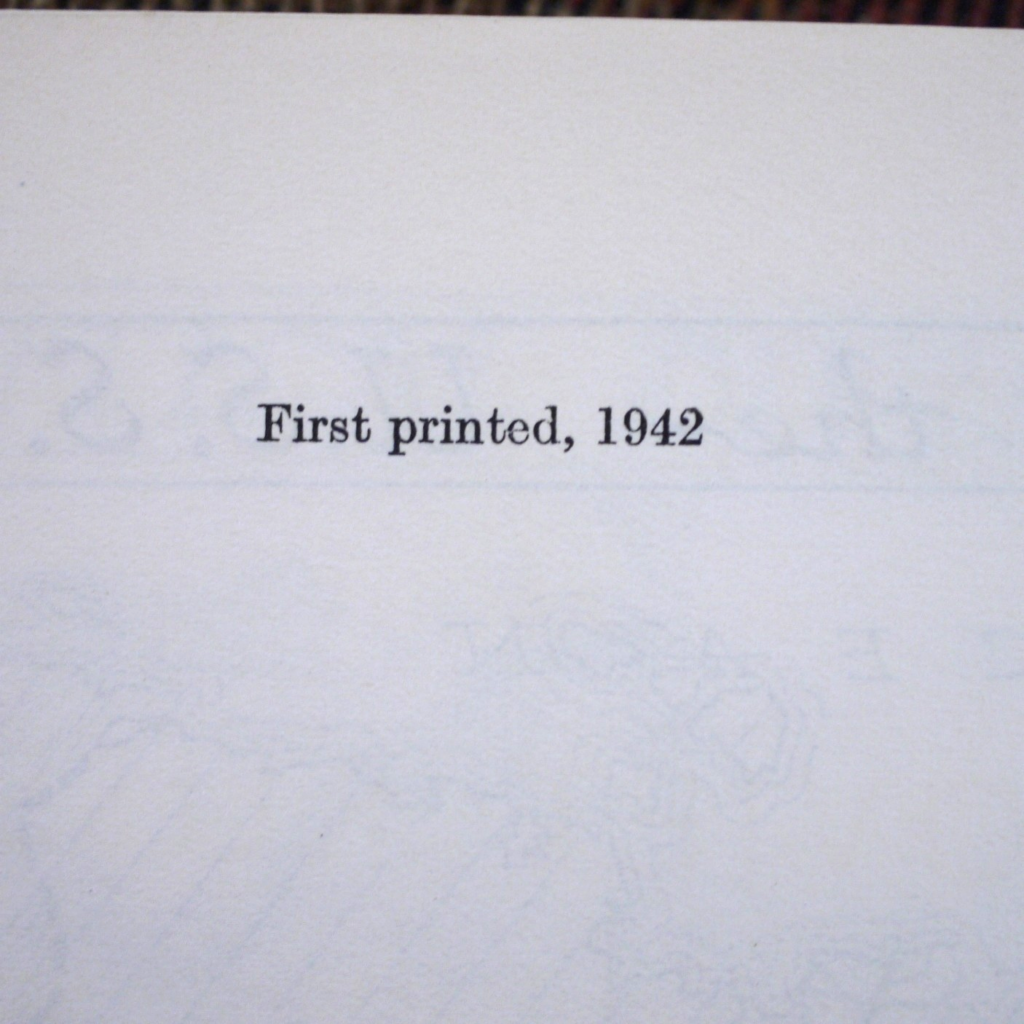 First printed, 1942